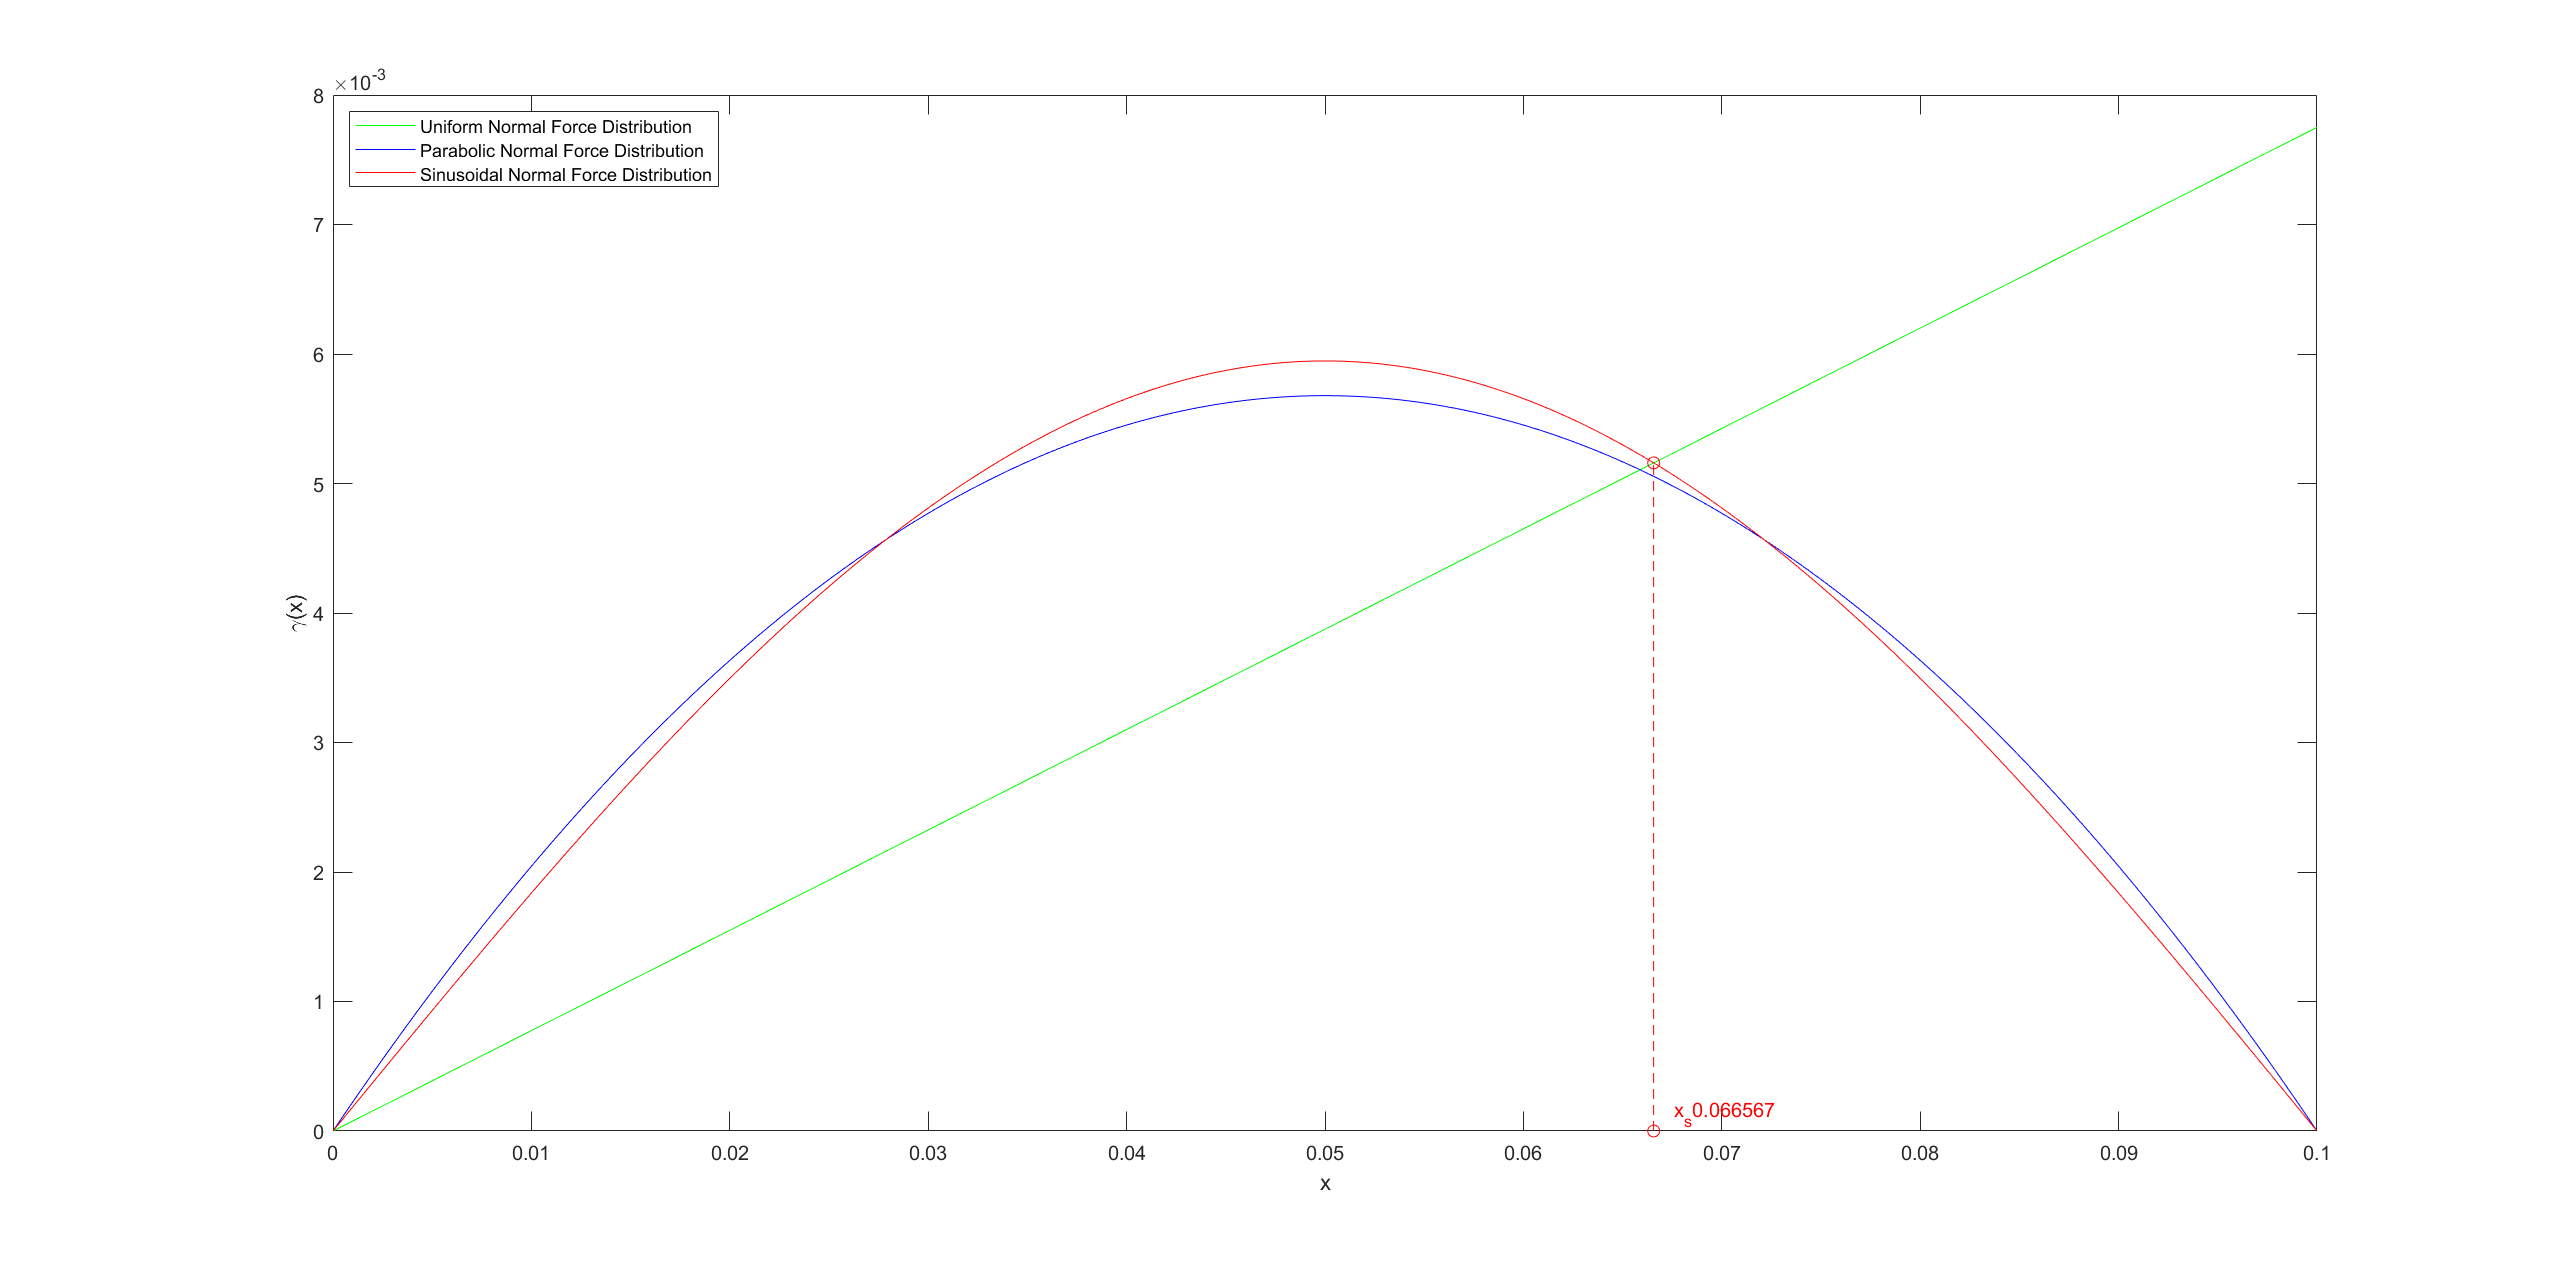 ×10-3
8
Uniform Normal Force Distribution
Parabolic Normal Force Distribution
Sinusoidal Normal Force Distribution
7
6
5
4
3
2
1
0
γ(x)
xs0.066567
0 0.01 0.02 0.03 0.04 0.05 0.06 0.07 0.08 0.09 0.1
x